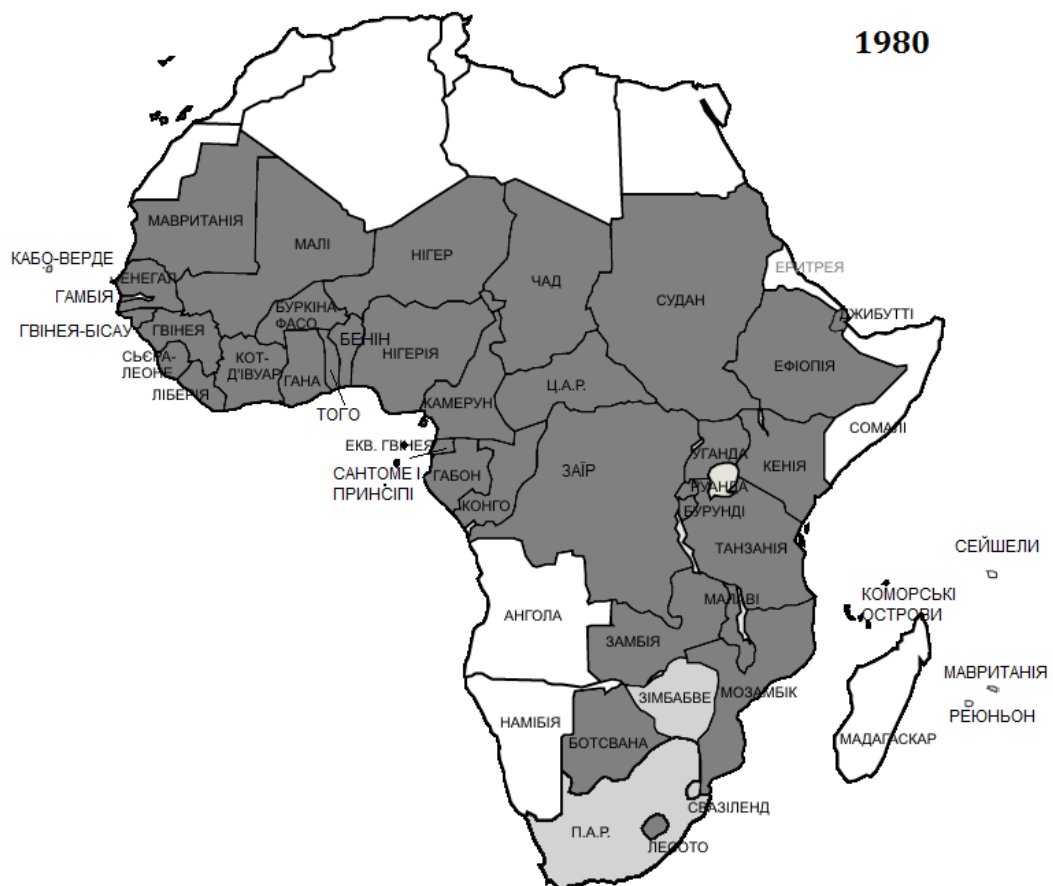 1980
МАВРИТАНІЯ
МАЛІ
НІГЕР
ЧАД
СУДАН
ЕРИТРЕЯ
КАБО-ВЕРДЕ
СЕНЕГАЛ
ГАМБІЯ
ГВІНЕЯ-БІСАУ
ГВІНЕЯ
БУРКІНА
ФАСО
БЕНІН
НІГЕРІЯ
ДЖИБУТТІ
ЕФІОПІЯ
СЬЄРА-
ЛЕОНЕ
КОТ-
Д'ІВУАР
ГАНА
ЛІБЕРІЯ
ТОГО
КАМЕРУН
Ц.А.Р.
СОМАЛІ
ЕКВ. ГВІНЕЯ
САНТОМЕ І
ПРИНСІПІ
ГАБОН
КОНГО
ЗАЇР
УГАНДА
КЕНІЯ
РУАНДА
БУРУНДІ
ТАНЗАНІЯ
СЕЙШЕЛИ
КОМОРСЬКІ
ОСТРОВИ
АНГОЛА
МАЛАВІ
ЗАМБІЯ
МАВРИТАНІЯ
ЗІМБАБВЕ
МОЗАМБІК
РЕЮНЬОН
НАМІБІЯ
БОТСВАНА
МАДАГАСКАР
СВАЗІЛЕНД
П.А.Р.
ЛЕСОТО